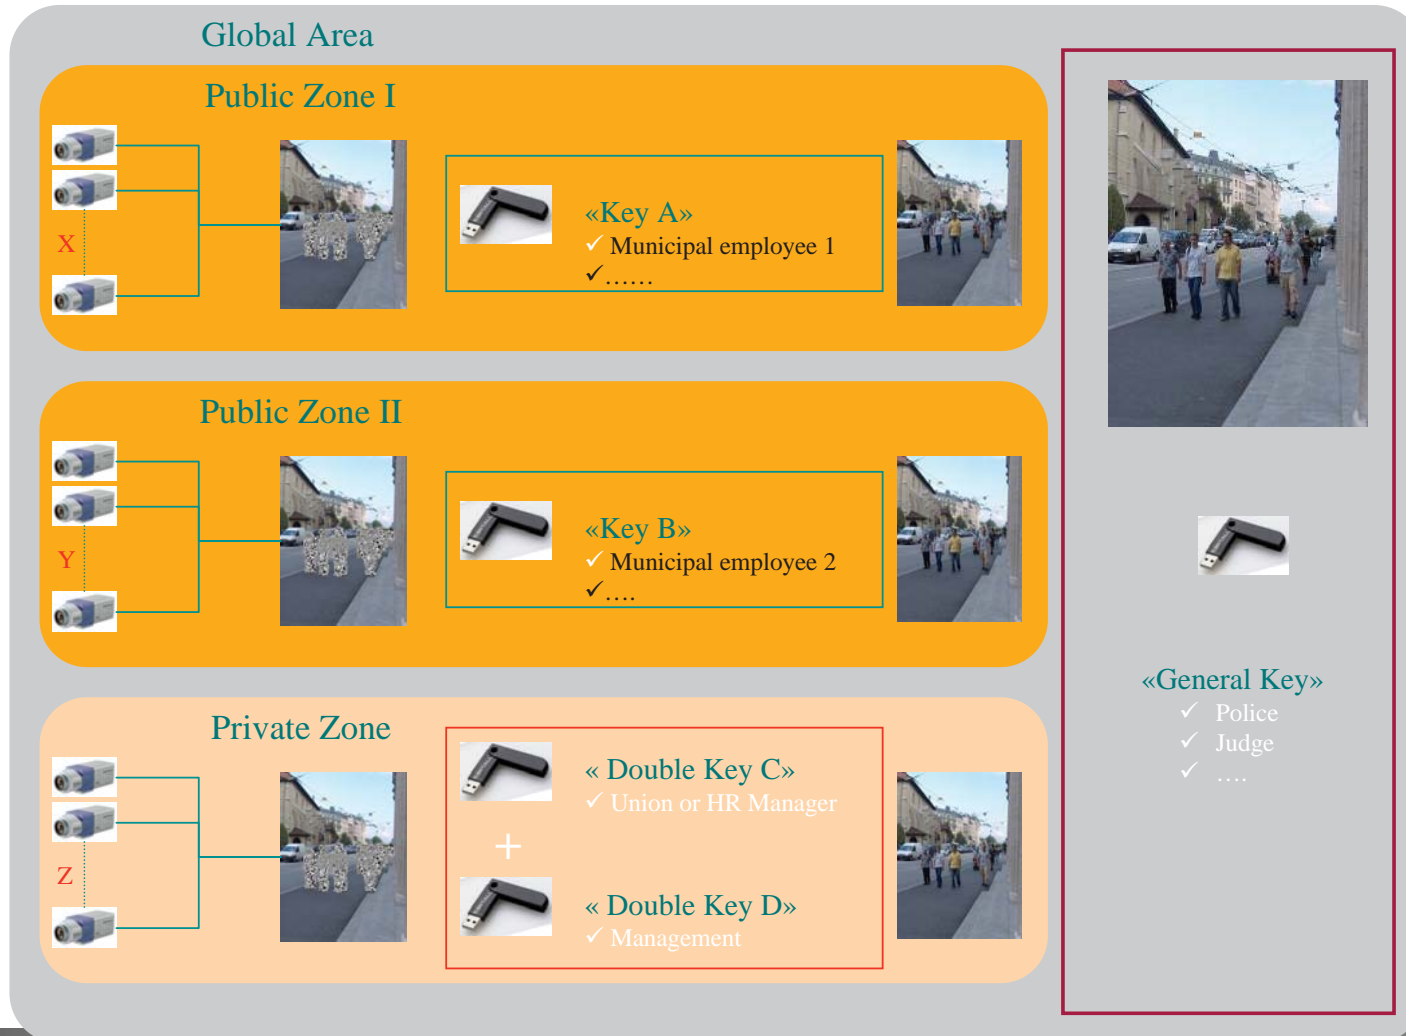 Global Area
Public Zone I
X
«Key A»
✓ Municipal employee 1
✓ ……
Public Zone II
Y
«Key B»
✓ Municipal employee 2
✓ ….
Private Zone
Z
« Double Key C»
✓ Union or HR Manager
+
« Double Key D»
✓ Management
«General Key»
✓ Police
✓ Judge
✓ ….